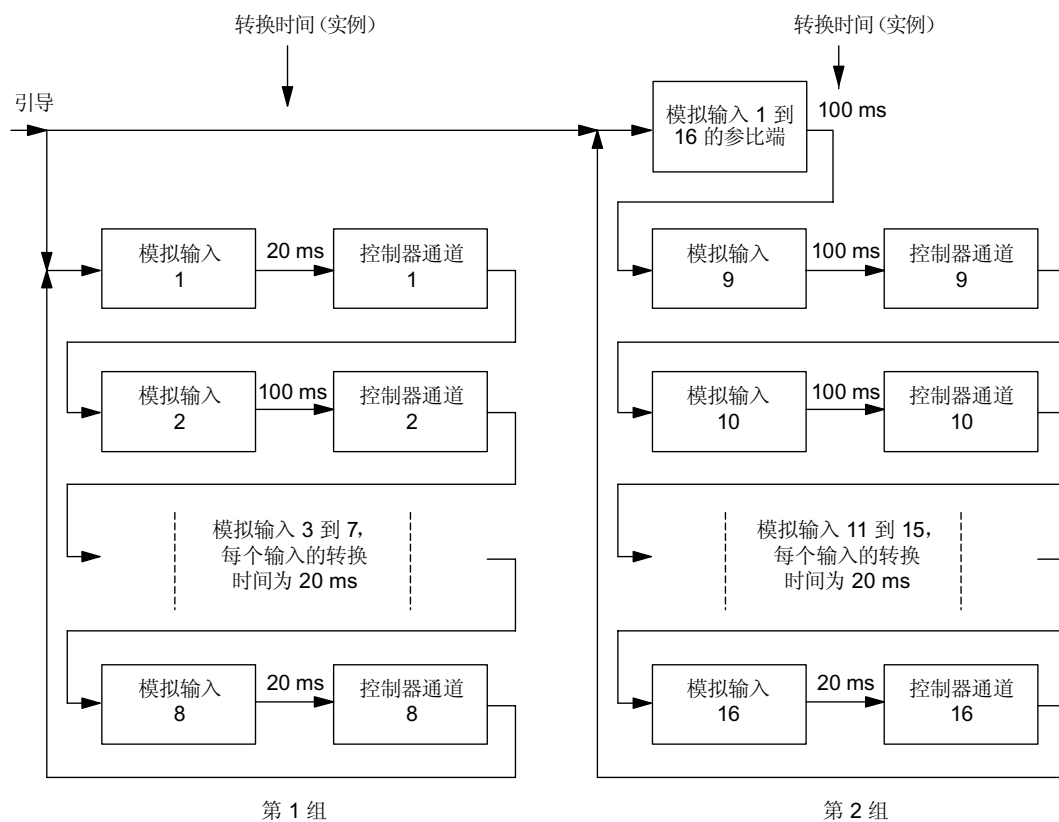 转换时间(实例)
转换时间(实例)
引导
模拟输入 1 到
16 的参比端
100 ms
模拟输入
1
20 ms
控制器通道
1
模拟输入
2
100 ms
控制器通道
2
模拟输入 3 到 7,
每个输入的转换
时间为 20 ms
模拟输入
8
20 ms
控制器通道
8
第 1 组
模拟输入
9
100 ms
控制器通道
9
模拟输入
10
100 ms
控制器通道
10
模拟输入 11 到 15,
每个输入的转换
时间为 20 ms
模拟输入
16
20 ms
控制器通道
16
第 2 组